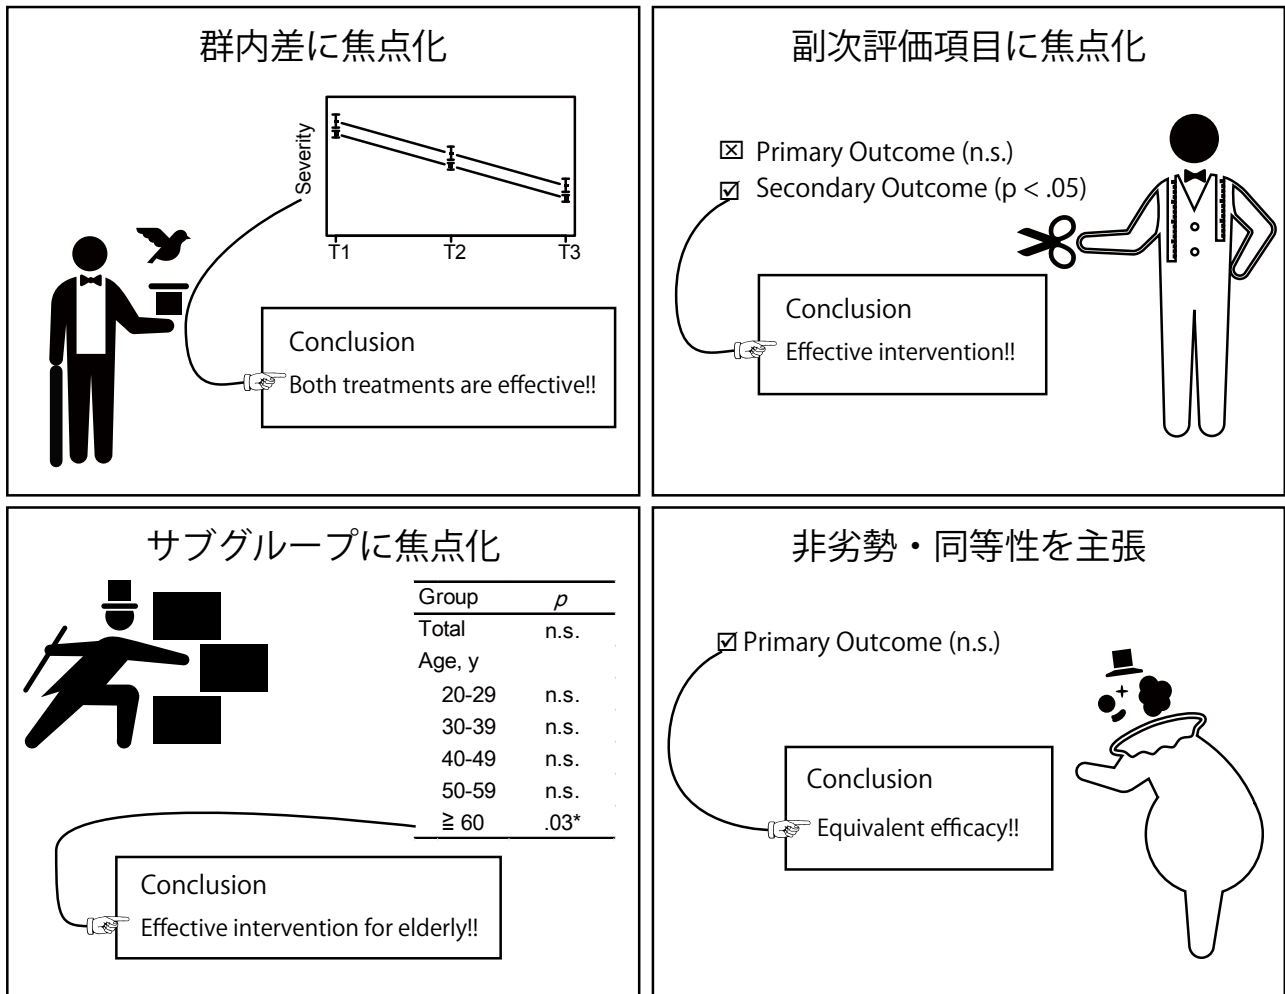 群内差に焦点化
Severity
T1 T2 T3
Conclusion
Both treatments are effective!!
副次評価項目に焦点化
☒ Primary Outcome (n.s.)
☑ Secondary Outcome (p < .05)
Conclusion
Effective intervention!!
サブグループに焦点化
Group p
Total n.s.
Age, y
20-29 n.s.
30-39 n.s.
40-49 n.s.
50-59 n.s.
≧ 60 .03*
Conclusion
Effective intervention for elderly!!
非劣勢・同等性を主張
☑ Primary Outcome (n.s.)
Conclusion
Equivalent efficacy!!